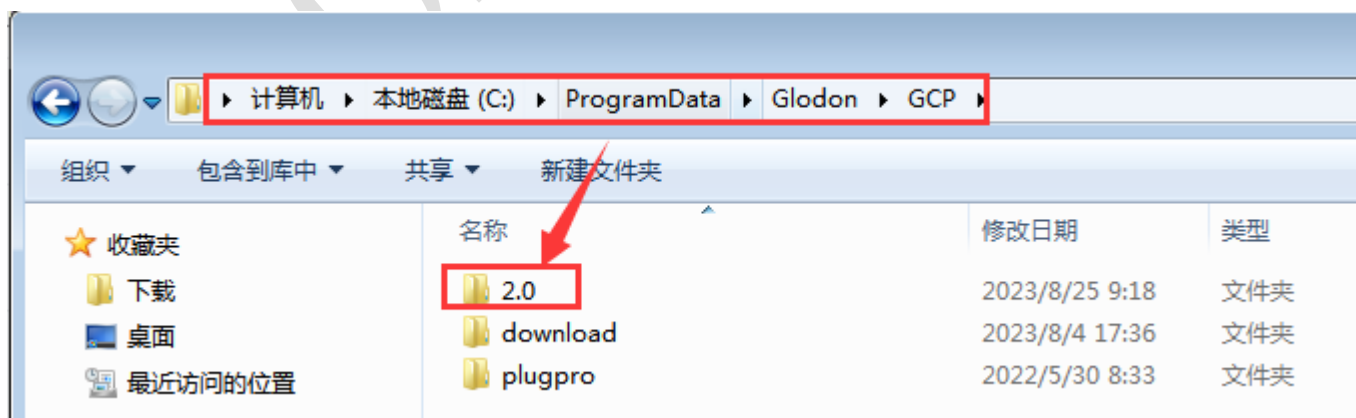 计算机 本地磁盘 (C:) ProgramData Glodon GCP
组织 包含到库中 共享 新建文件夹
名称 修改日期 类型
收藏夹
下载 2.0 2023/8/25 9:18 文件夹
桌面 download 2023/8/4 17:36 文件夹
最近访问的位置 plugpro 2022/5/30 8:33 文件夹